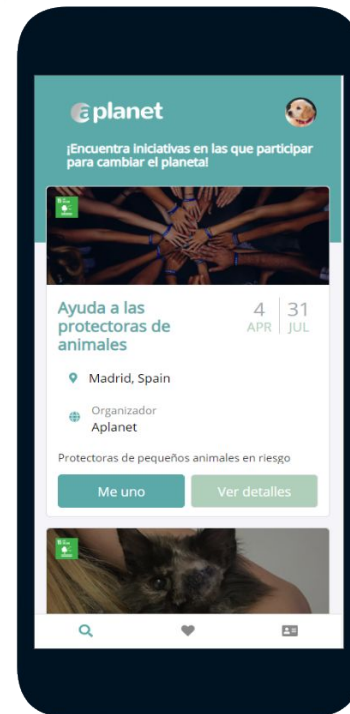 aplanet
¡Encuentra iniciativas en las que participar
para cambiar el planeta!
Ayuda a las
protectoras de
animales
4 31
APR JUL
Madrid, Spain
Organizador
Aplanet
Protectoras de pequeños animales en riesgo
Me uno Ver detalles